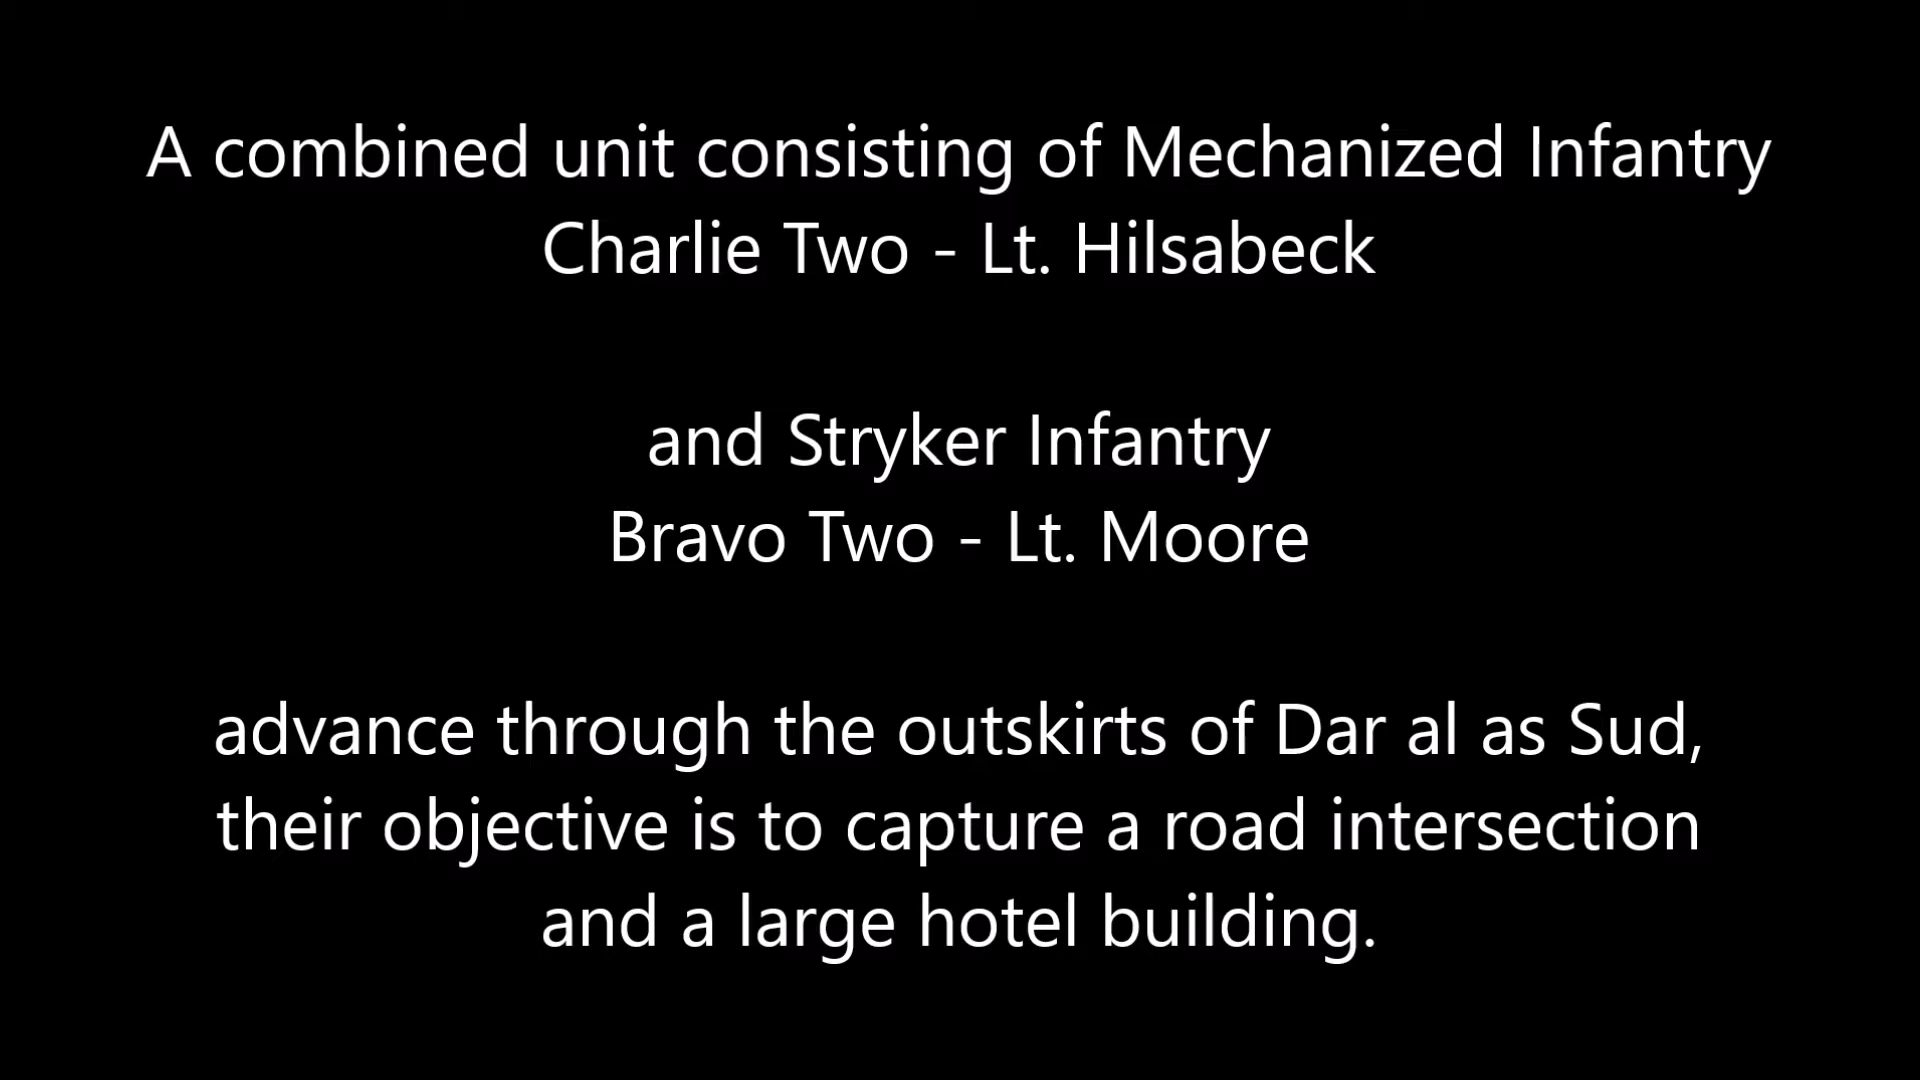 A combined unit consisting of Mechanized Infantry
Charlie Two - Lt. Hilsabeck
and Stryker Infantry
Bravo Two - Lt. Moore
advance through the outskirts of Dar al as Sud,
their objective is to capture a road intersection
and a large hotel building.